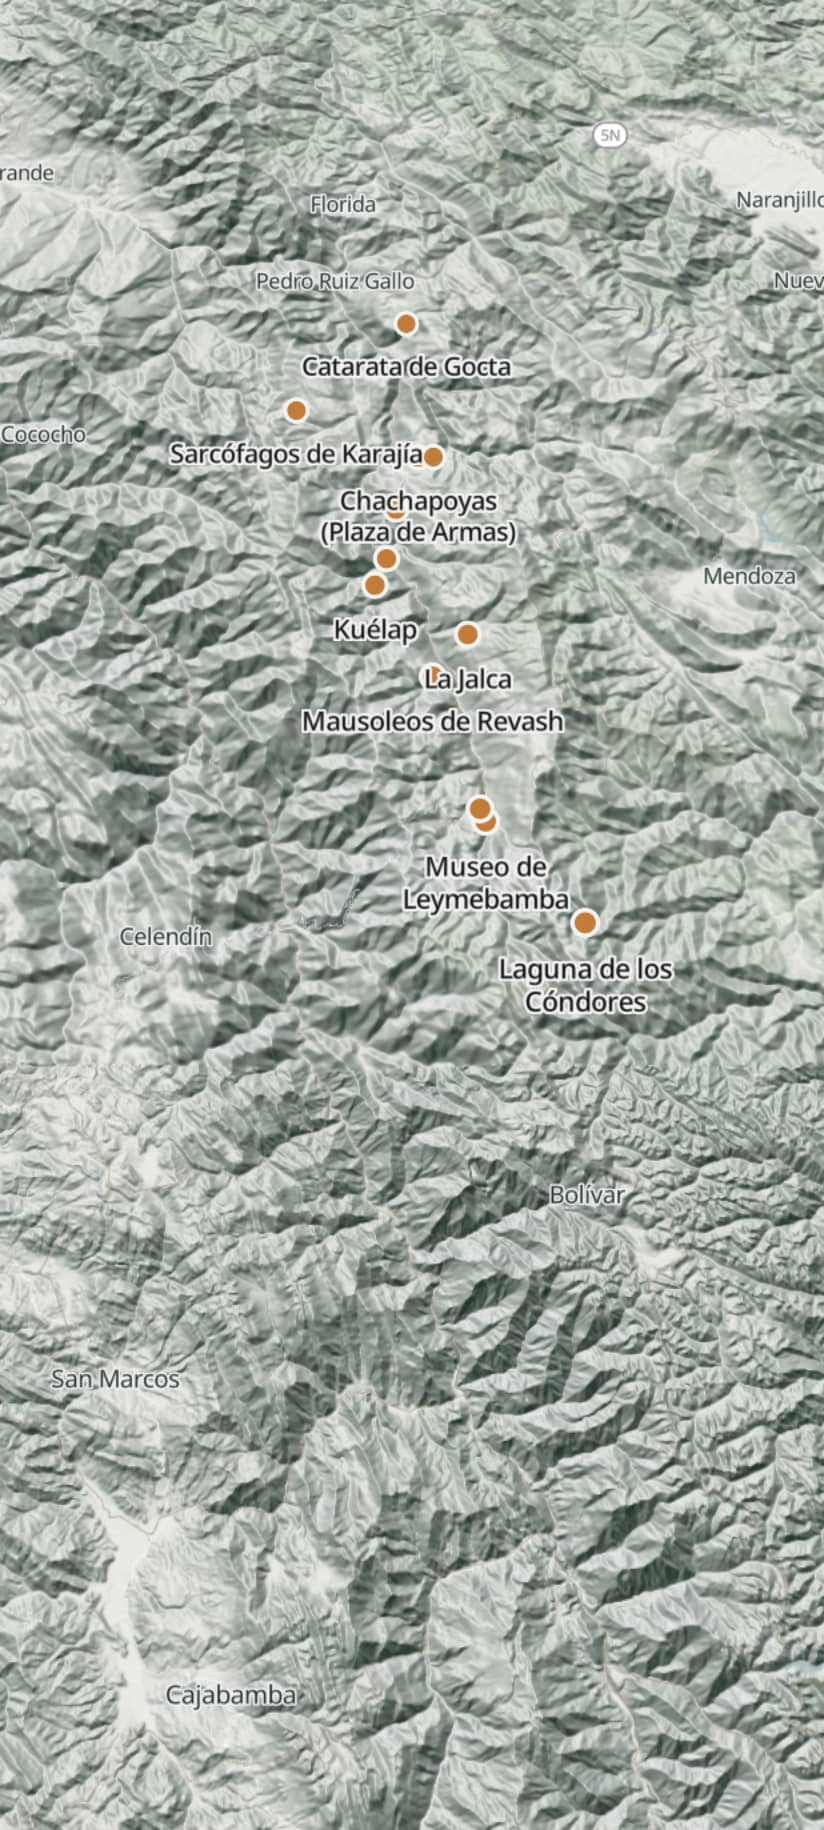 5N
rande
Naranjillo
Florida
Pedro Ruiz Gallo
Nuev
Catarata de Gocta
Cococho
Sarcófagos de Karajía
Chachapoyas
(Plaza de Armas)
Mendoza
Kuélap
La Jalca
Mausoleos de Revash
Museo de
Leymebamba
Celendín
Laguna de los
Cóndores
Bolívar
San Marcos
Cajabamba